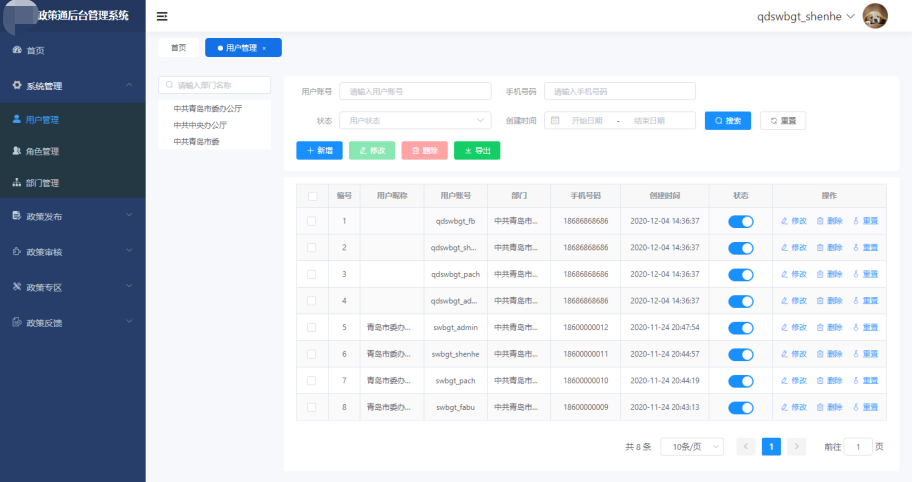 政策通后台管理系统
qdswbgt_shenhe
首页
系统管理
用户管理
角色管理
部门管理
政策发布
政策审核
政策专区
政策反馈
首页 用户管理 ×
请输入部门名称
中共青岛市委办公厅
中共中央办公厅
中共青岛市委
用户账号 请输入用户账号 手机号码 请输入手机号码
状态 用户状态 创建时间 开始日期 - 结束日期 搜索 重置
新增 修改 删除 导出
编号 用户昵称 用户账号 部门 手机号码 创建时间 状态 操作
1 qdswbgt_fb 中共青岛市... 18686868686 2020-12-04 14:36:37 修改 删除 重置
2 qdswbgt_sh... 中共青岛市... 18686868686 2020-12-04 14:36:37 修改 删除 重置
3 qdswbgt_pach 中共青岛市... 18686868686 2020-12-04 14:36:37 修改 删除 重置
4 qdswbgt_ad... 中共青岛市... 18686868686 2020-12-04 14:36:37 修改 删除 重置
5 青岛市委办... swbgt_admin 中共青岛市... 18600000012 2020-11-24 20:47:54 修改 删除 重置
6 青岛市委办... swbgt_shenhe 中共青岛市... 18600000011 2020-11-24 20:44:57 修改 删除 重置
7 青岛市委办... swbgt_pach 中共青岛市... 18600000010 2020-11-24 20:44:19 修改 删除 重置
8 青岛市委办... swbgt_fabu 中共青岛市... 18600000009 2020-11-24 20:43:13 修改 删除 重置
共 8 条 10条/页 1 前往 1 页